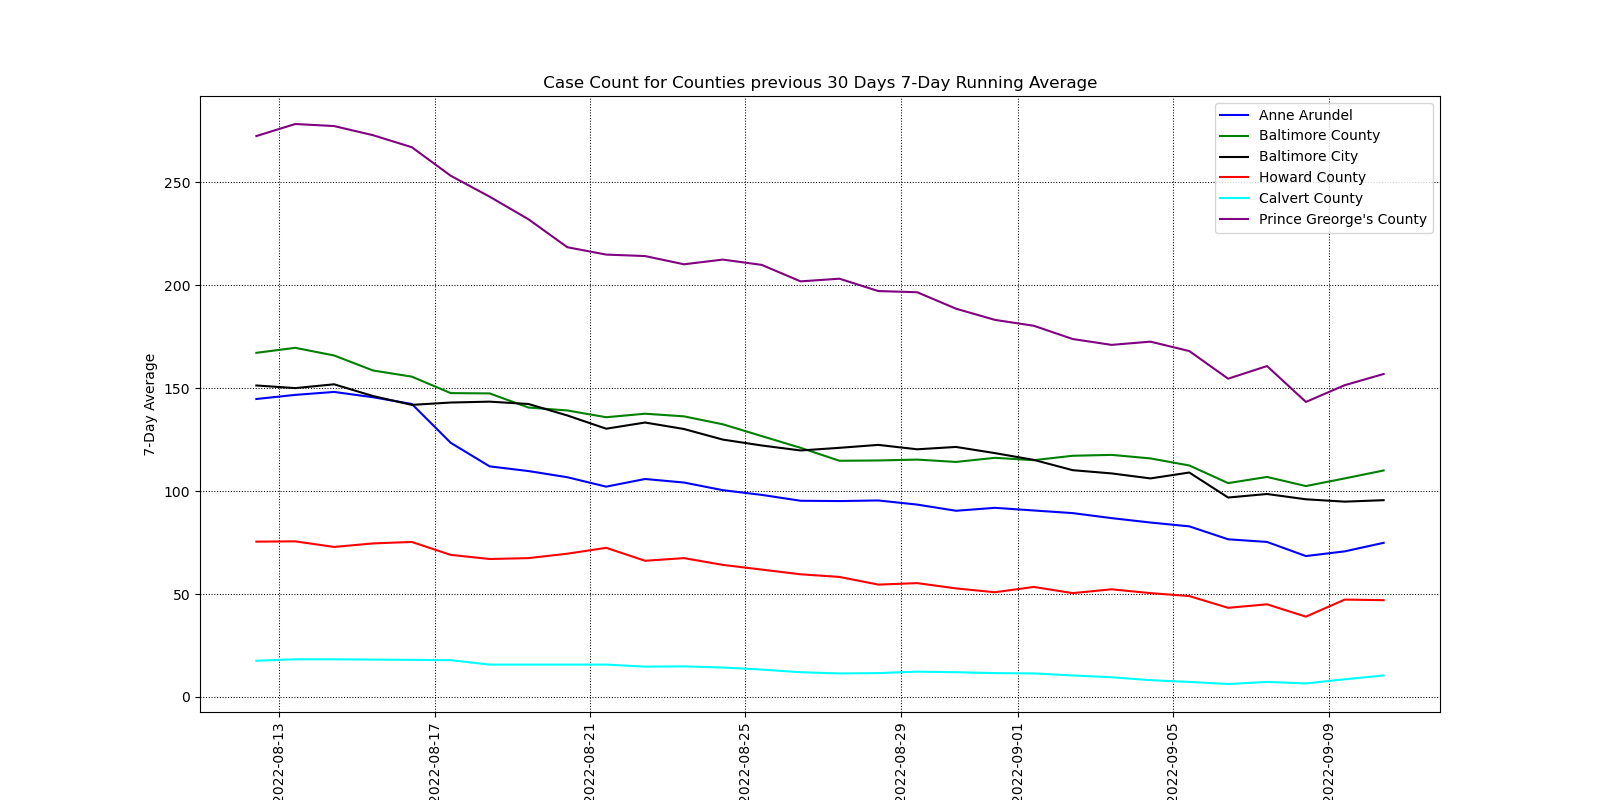 Case Count for Counties previous 30 Days 7-Day Running Average
Anne Arundel
Baltimore County
Baltimore City
Howard County
Calvert County
Prince Greorge's County
7-Day Average
250
200
150
100
50
0
2022-08-13
2022-08-17
2022-08-21
2022-08-25
2022-08-29
2022-09-01
2022-09-05
2022-09-09